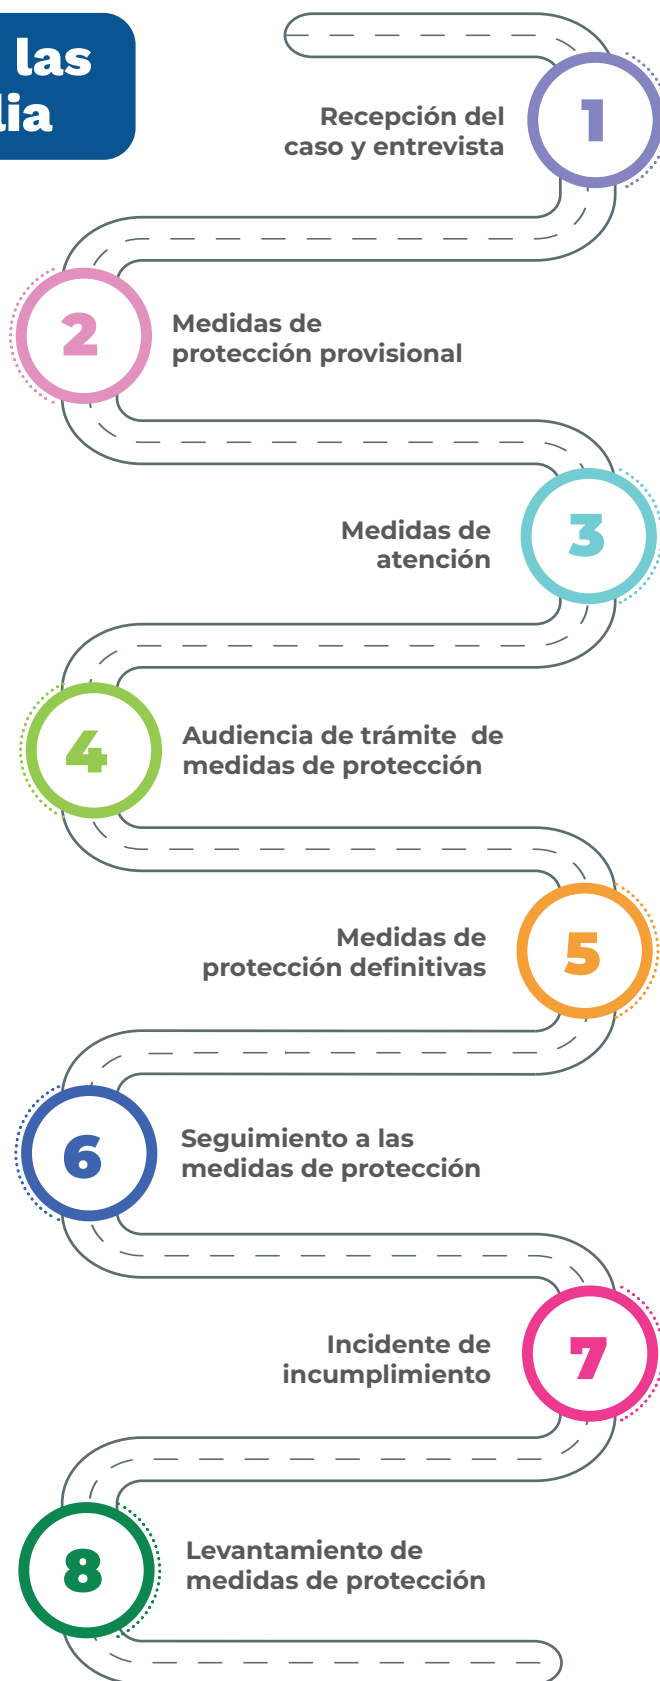 las
lia
1
Recepción del
caso y entrevista
2
Medidas de
protección provisional
3
Medidas de
atención
4
Audiencia de trámite  de
medidas de protección
5
Medidas de
protección definitivas
6
Seguimiento a las
medidas de protección
7
Incidente de
incumplimiento
8
Levantamiento de
medidas de protección